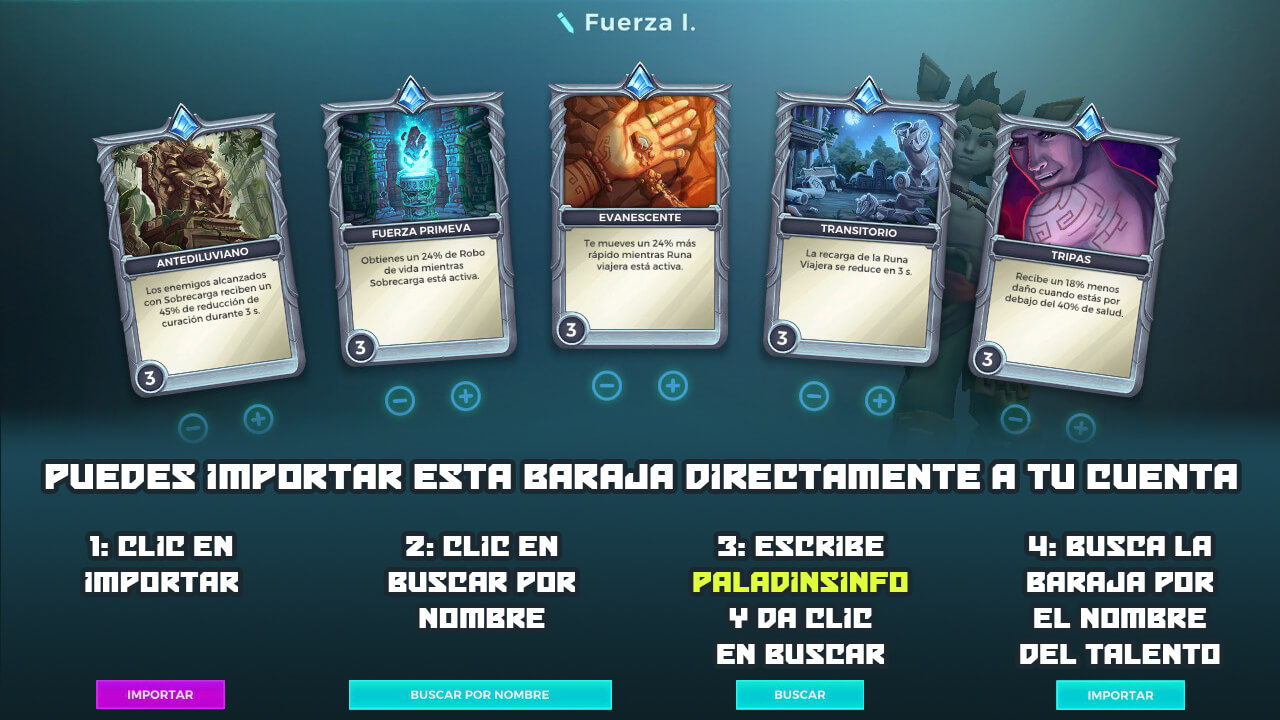 Fuerza I.
ANTEDILUVIANO
Los enemigos alcanzados
con Sobrecarga reciben un
45% de reducción de
curación durante 3 s.
3
FUERZA PRIMEVA
Obtienes un 24% de Robo
de vida mientras
Sobrecarga está activa.
3
EVANESCENTE
Te mueves un 24% más
rápido mientras Runa
viajera está activa.
3
TRANSITORIO
La recarga de la Runa
Viajera se reduce en 3 s.
3
TRIPAS
Recibe un 18% menos
daño cuando estás por
debajo del 40% de salud.
3
PUEDES IMPORTAR ESTA BARAJA DIRECTAMENTE A TU CUENTA
1: CLIC EN
IMPORTAR
IMPORTAR
2: CLIC EN
BUSCAR POR
NOMBRE
BUSCAR POR NOMBRE
3: ESCRIBE
PALADINSINFO
Y DA CLIC
EN BUSCAR
BUSCAR
4: BUSCA LA
BARAJA POR
EL NOMBRE
DEL TALENTO
IMPORTAR